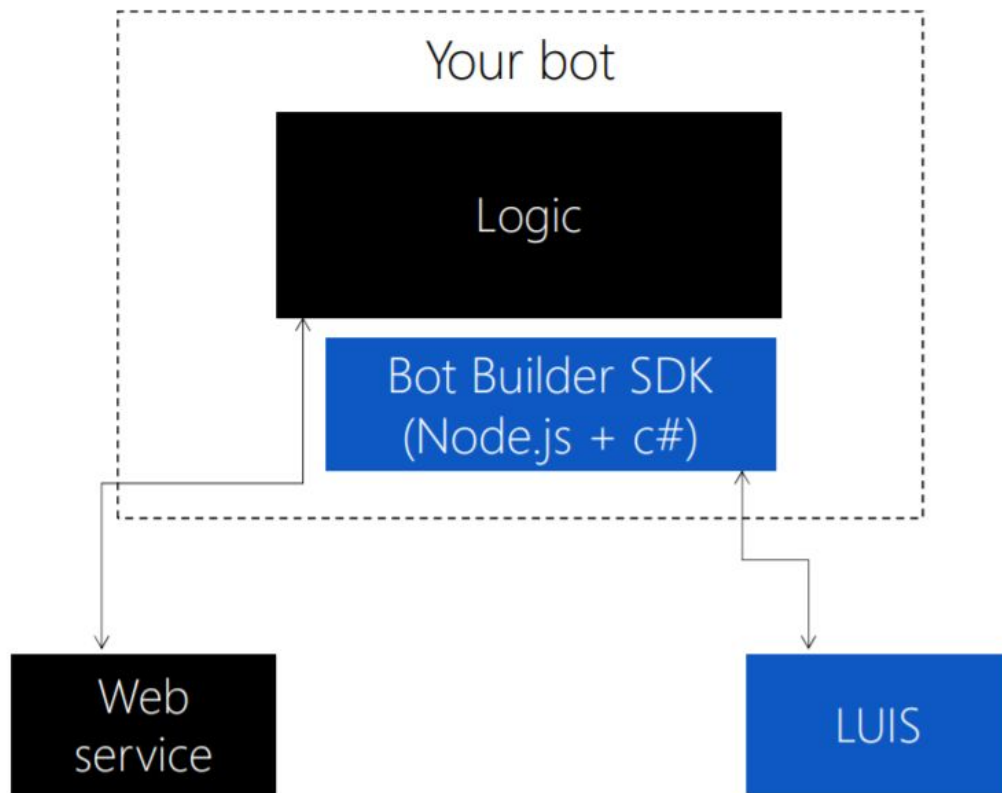 Your bot
Logic
Bot Builder SDK
(Node.js + c#)
Web
service
LUIS